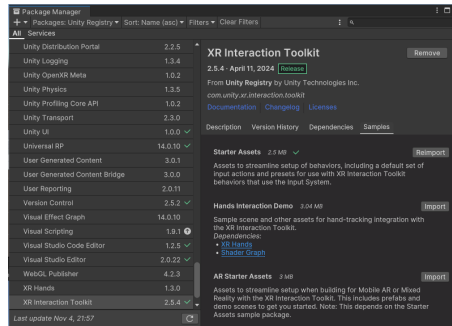 Package Manager
Packages: Unity Registry Sort: Name (asc) Filters Clear Filters
All Services
Unity Distribution Portal 2.2.5
Unity Logging 1.3.4
Unity OpenXR Meta 1.0.2
Unity Physics 1.3.5
Unity Profiling Core API 1.0.2
Unity Transport 2.3.0
Unity UI 1.0.0
Universal RP 14.0.10
User Generated Content 3.0.1
User Generated Content Bridge 3.0.0
User Reporting 2.0.11
Version Control 2.5.2
Visual Effect Graph 14.0.10
Visual Scripting 1.9.1
Visual Studio Code Editor 1.2.5
Visual Studio Editor 2.0.22
WebGL Publisher 4.2.3
XR Hands 1.3.0
XR Interaction Toolkit 2.5.4
Last update Nov 4, 21:57
XR Interaction Toolkit Remove
2.5.4 · April 11, 2024 Release
From Unity Registry by Unity Technologies Inc.
com.unity.xr.interaction.toolkit
Documentation Changelog Licenses
Description Version History Dependencies Samples
Starter Assets 2.5 MB Reimport
Assets to streamline setup of behaviors, including a default set of
input actions and presets for use with XR Interaction Toolkit
behaviors that use the Input System.
Hands Interaction Demo 3.04 MB Import
Sample scene and other assets for hand-tracking integration with
the XR Interaction Toolkit.
Dependencies:
• XR Hands
• Shader Graph
AR Starter Assets 3 MB Import
Assets to streamline setup when building for Mobile AR or Mixed
Reality with the XR Interaction Toolkit. This includes prefabs and
demo scenes to get you started. Note: This depends on the Starter
Assets sample package.